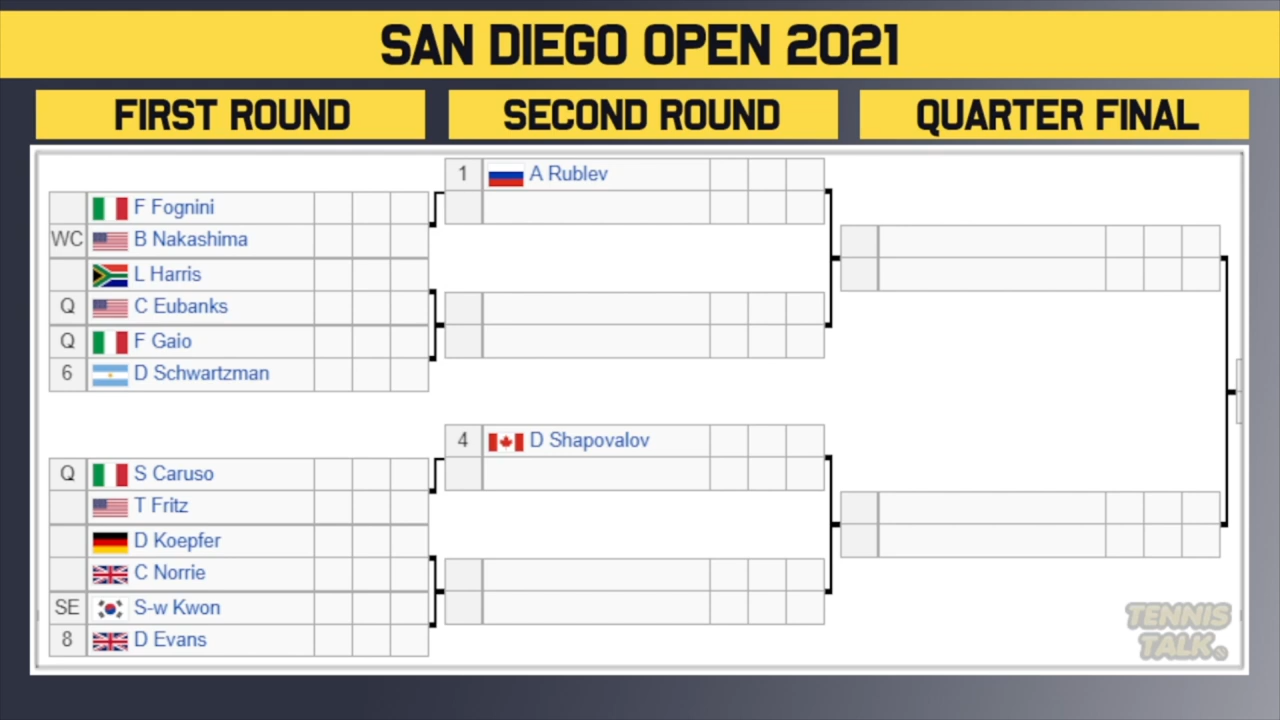 SAN DIEGO OPEN 2021
FIRST ROUND
SECOND ROUND
QUARTER FINAL
1 A Rublev
F Fognini
WC B Nakashima
L Harris
Q C Eubanks
Q F Gaio
6 D Schwartzman
4 D Shapovalov
Q S Caruso
T Fritz
D Koepfer
C Norrie
SE S-w Kwon
8 D Evans
TENNIS
TALK